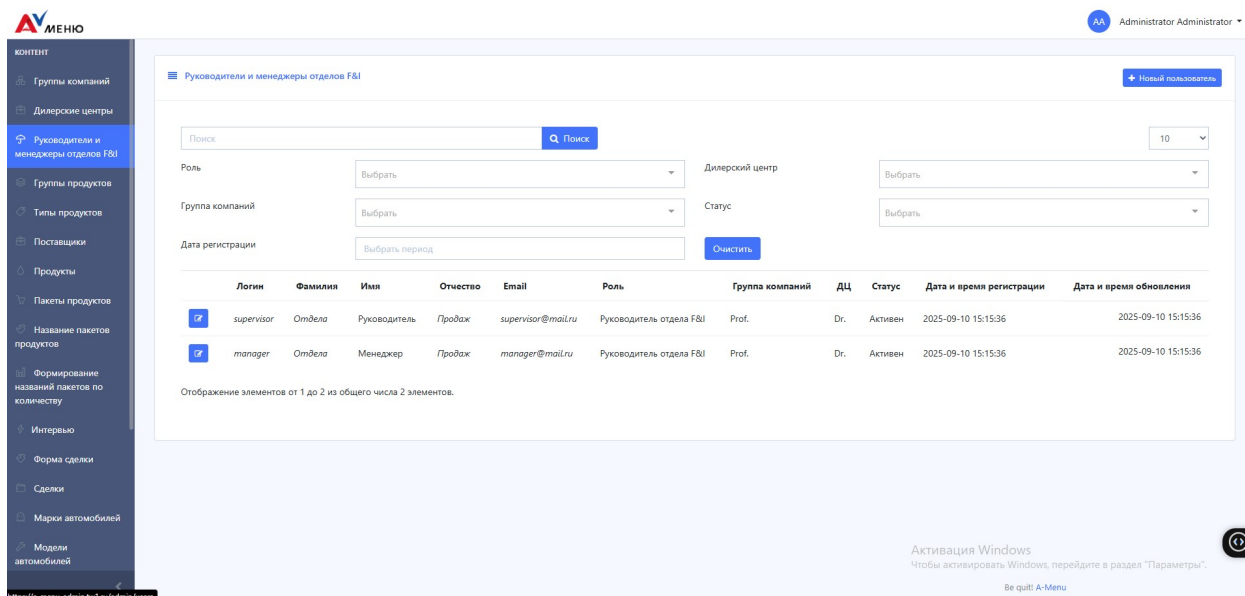 АУ МЕНЮ
AA Administrator Administrator
КОНТЕНТ
Группы компаний
Дилерские центры
Руководители и
менеджеры отделов F&I
Группы продуктов
Типы продуктов
Поставщики
Продукты
Пакеты продуктов
Название пакетов
продуктов
Формирование
названий пакетов по
количеству
Интервью
Форма сделки
Сделки
Марки автомобилей
Модели
автомобилей
Руководители и менеджеры отделов F&I
+ Новый пользователь
Поиск Поиск 10
Роль Выбрать Дилерский центр Выбрать
Группа компаний Выбрать Статус Выбрать
Дата регистрации Выбрать период Очистить
Логин Фамилия Имя Отчество Email Роль Группа компаний ДЦ Статус Дата и время регистрации Дата и время обновления
supervisor Отдела Руководитель Продаж supervisor@mail.ru Руководитель отдела F&I Prof. Dr. Активен 2025-09-10 15:15:36 2025-09-10 15:15:36
manager Отдела Менеджер Продаж manager@mail.ru Руководитель отдела F&I Prof. Dr. Активен 2025-09-10 15:15:36 2025-09-10 15:15:36
Отображение элементов от 1 до 2 из общего числа 2 элементов.
Активация Windows
Чтобы активировать Windows, перейдите в раздел "Параметры".
Be quit! A-Menu